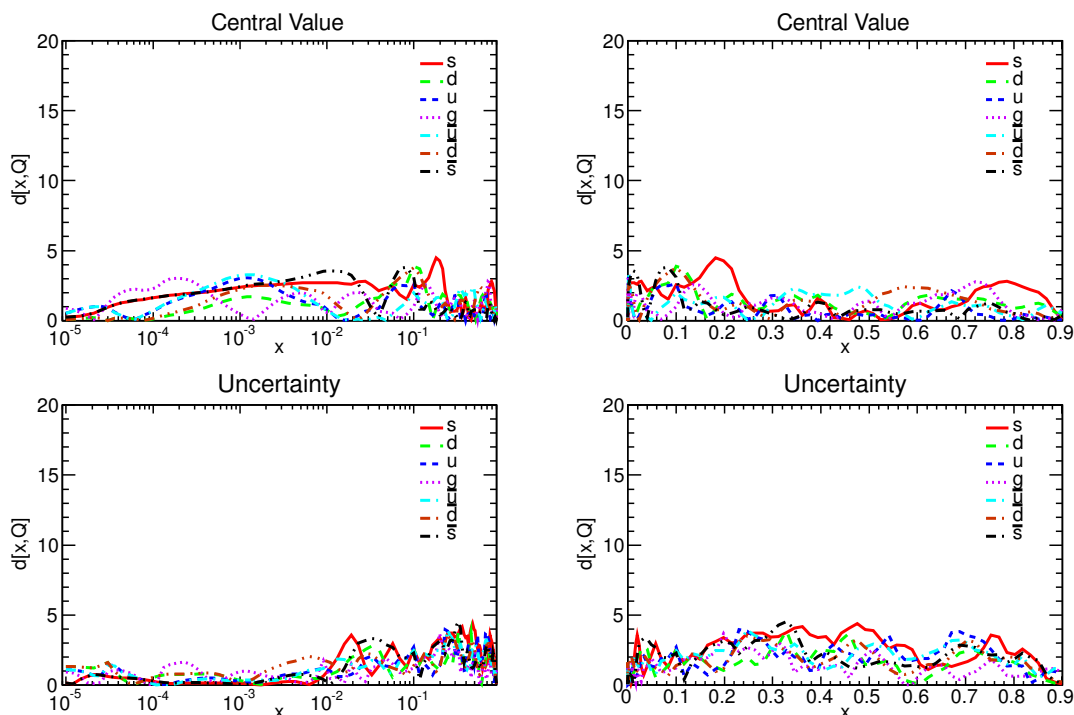 Central Value
20
15
10
5
0
d[x,Q]
s
d
u
g
u̅
d̅
s̅
10⁻⁵ 10⁻⁴ 10⁻³ 10⁻² 10⁻¹
x
Central Value
20
15
10
5
0
d[x,Q]
s
d
u
g
u̅
d̅
s̅
0 0.1 0.2 0.3 0.4 0.5 0.6 0.7 0.8 0.9
x
Uncertainty
20
15
10
5
0
d[x,Q]
s
d
u
g
u̅
d̅
s̅
10⁻⁵ 10⁻⁴ 10⁻³ 10⁻² 10⁻¹
x
Uncertainty
20
15
10
5
0
d[x,Q]
s
d
u
g
u̅
d̅
s̅
0 0.1 0.2 0.3 0.4 0.5 0.6 0.7 0.8 0.9
x